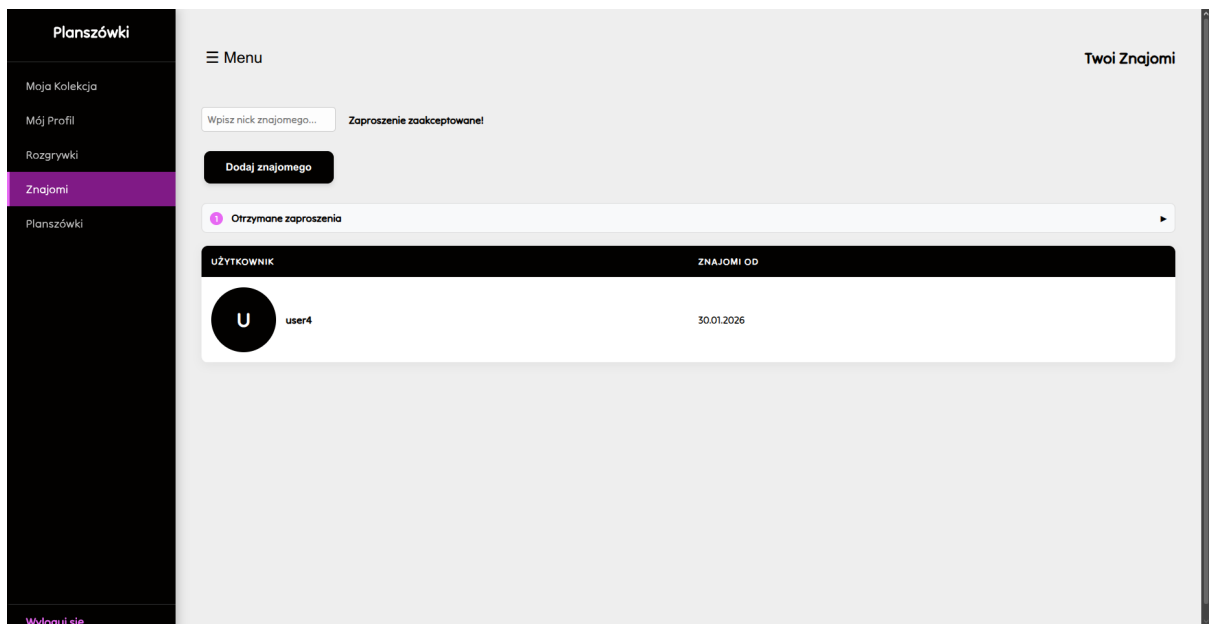 Planszówki
Moja Kolekcja
Mój Profil
Rozgrywki
Znajomi
Planszówki
Wyloguj się
☰ Menu
Twoi Znajomi
Wpisz nick znajomego...
Zaproszenie zaakceptowane!
Dodaj znajomego
1 Otrzymane zaproszenia ►
UŻYTKOWNIK ZNAJOMI OD
U user4 30.01.2026